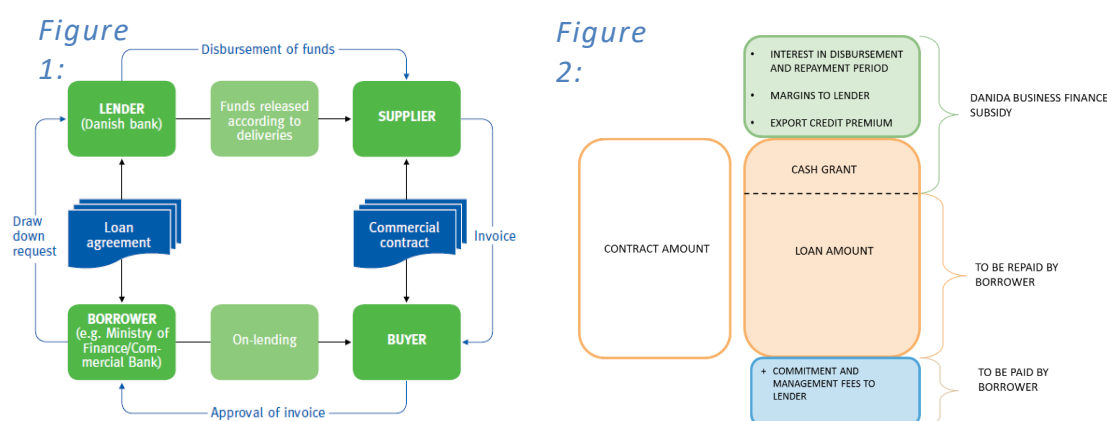 Figure
1:
Disbursement of funds
LENDER
(Danish bank)
Funds released
according to
deliveries
SUPPLIER
Draw
down
request
Loan
agreement
Commercial
contract
Invoice
BORROWER
(e.g. Ministry of
Finance/Com-
mercial Bank)
On-lending
BUYER
Approval of invoice
Figure
2:
• INTEREST IN DISBURSEMENT
AND REPAYMENT PERIOD
• MARGINS TO LENDER
• EXPORT CREDIT PREMIUM
DANIDA BUSINESS FINANCE
SUBSIDY
CASH GRANT
CONTRACT AMOUNT
LOAN AMOUNT
TO BE REPAID BY
BORROWER
+ COMMITMENT AND
MANAGEMENT FEES TO
LENDER
TO BE PAID BY
BORROWER